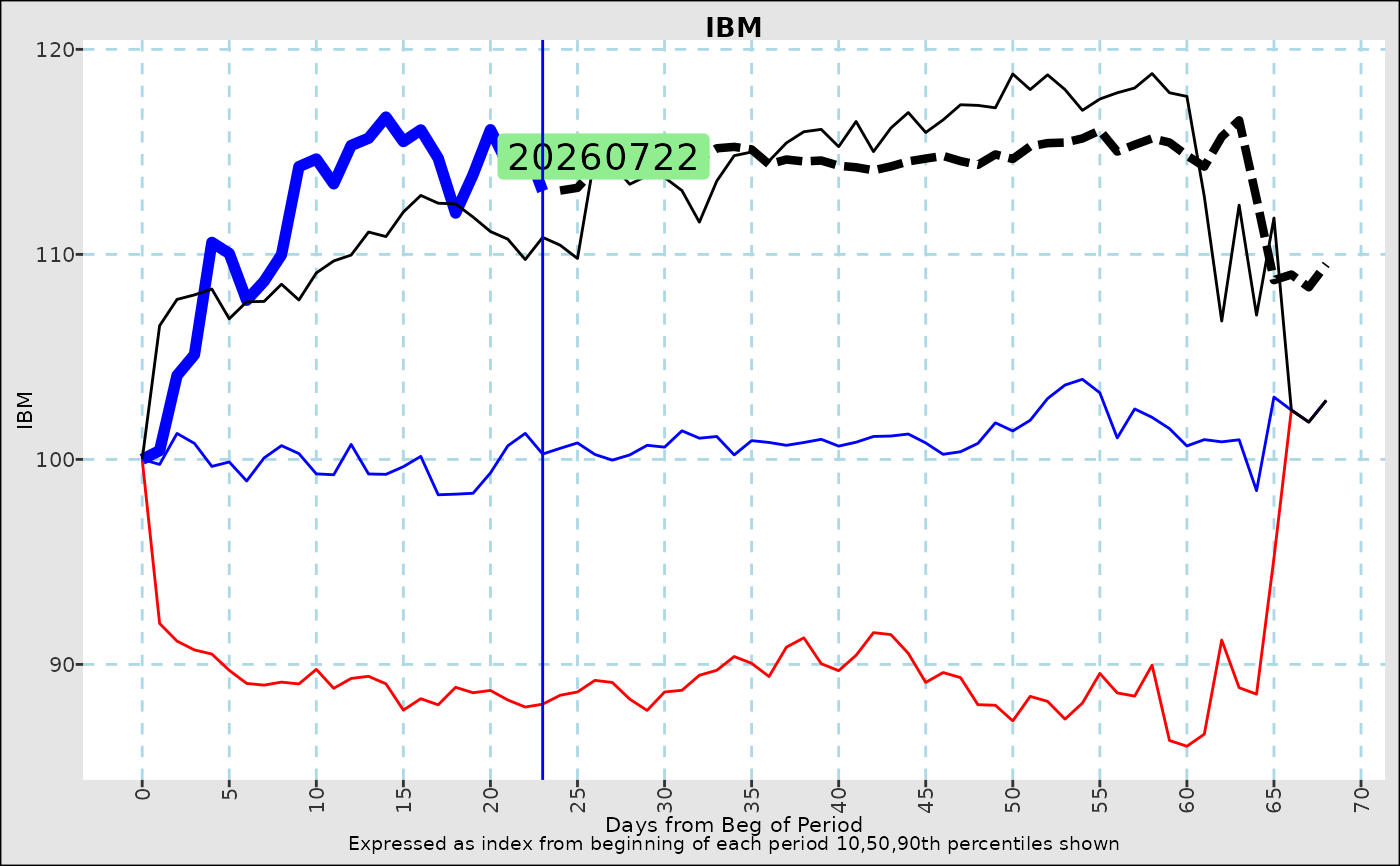 IBM
120
110
100
90
IBM
20260722
0 5 10 15 20 25 30 35 40 45 50 55 60 65 70
Days from Beg of Period
Expressed as index from beginning of each period 10,50,90th percentiles shown